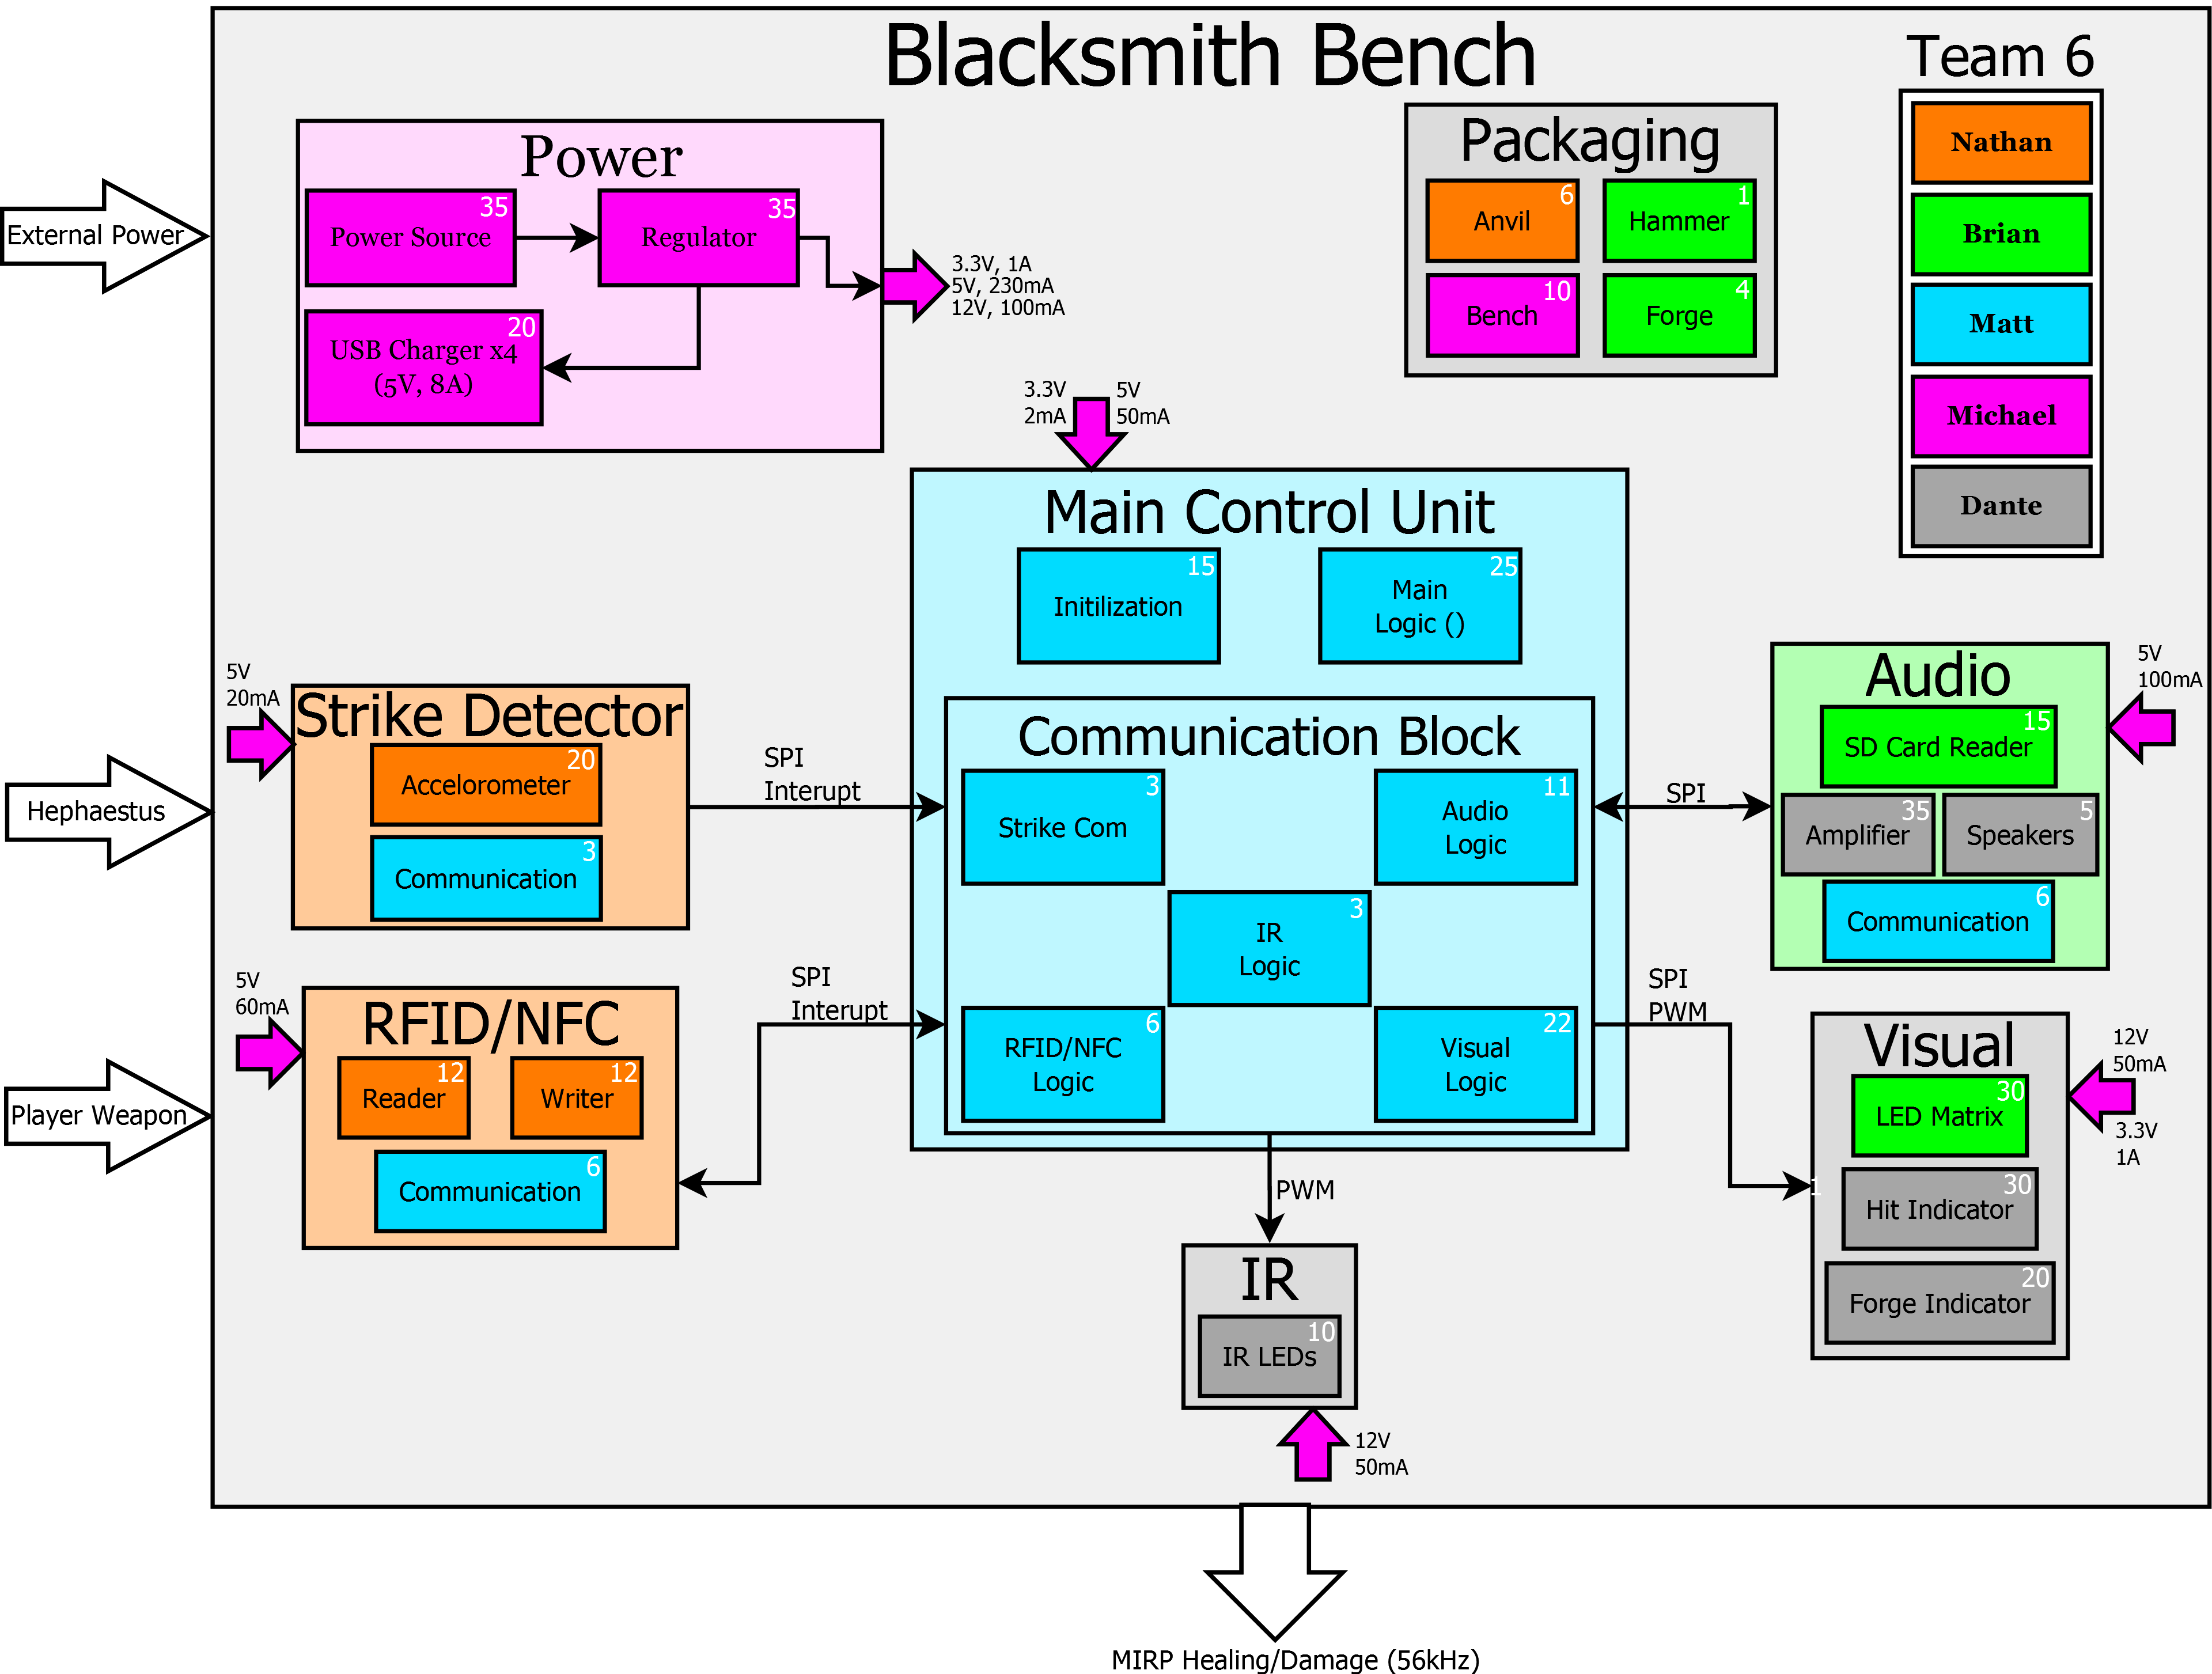 Blacksmith Bench
Team 6
Nathan
Brian
Matt
Michael
Dante
Power
35
Power Source
35
Regulator
20
USB Charger x4
(5V, 8A)
3.3V, 1A
5V, 230mA
12V, 100mA
Packaging
6
Anvil
1
Hammer
10
Bench
4
Forge
External Power
Hephaestus
Player Weapon
3.3V
2mA
5V
50mA
Main Control Unit
15
Initilization
25
Main
Logic ()
Communication Block
3
Strike Com
11
Audio
Logic
3
IR
Logic
6
RFID/NFC
Logic
22
Visual
Logic
5V
20mA
Strike Detector
20
Accelorometer
3
Communication
SPI
Interupt
5V
60mA
RFID/NFC
12
Reader
12
Writer
6
Communication
SPI
Interupt
SPI
Audio
15
SD Card Reader
35
Amplifier
5
Speakers
6
Communication
5V
100mA
SPI
PWM
1
Visual
30
LED Matrix
30
Hit Indicator
20
Forge Indicator
12V
50mA
3.3V
1A
PWM
IR
10
IR LEDs
12V
50mA
MIRP Healing/Damage (56kHz)